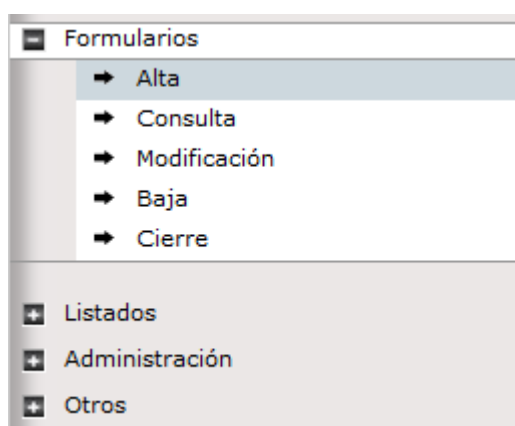 Formularios
Alta
Consulta
Modificación
Baja
Cierre
Listados
Administración
Otros